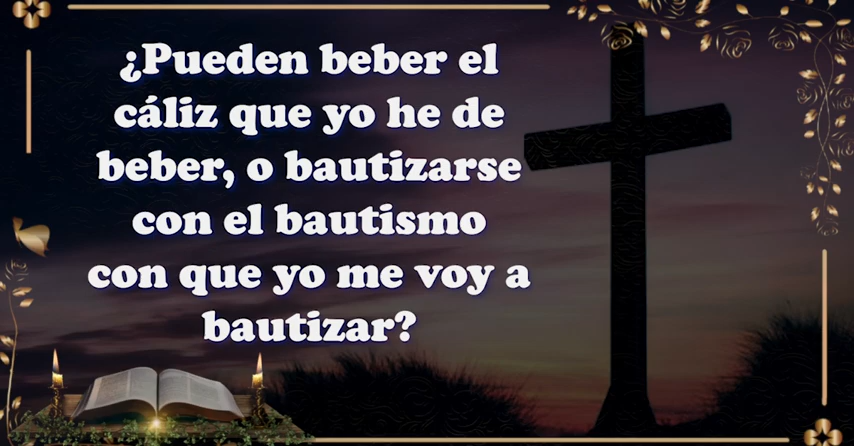 ¿Pueden beber el
cáliz que yo he de
beber, o bautizarse
con el bautismo
con que yo me voy a
bautizar?